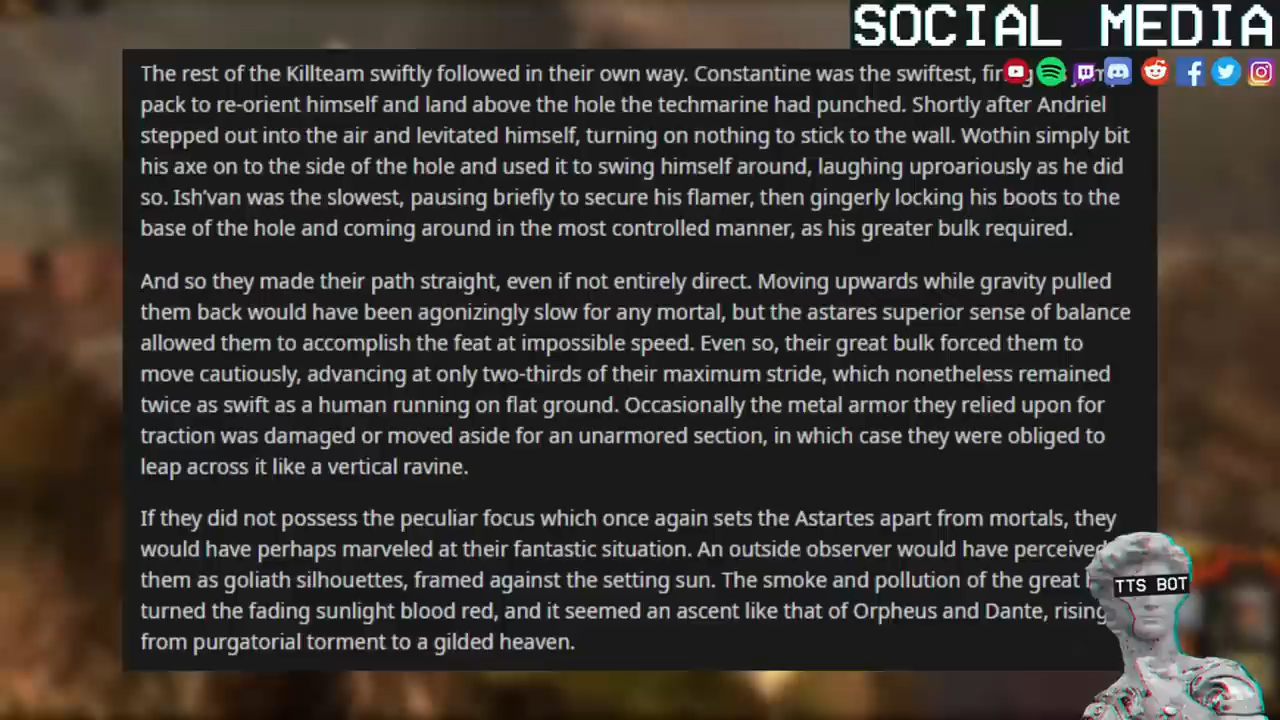 SOCIAL MEDIA
The rest of the Killteam swiftly followed in their own way. Constantine was the swiftest,
pack to re-orient himself and land above the hole the techmarine had punched. Shortly after Andriel
stepped out into the air and levitated himself, turning on nothing to stick to the wall. Wothin simply bit
his axe on to the side of the hole and used it to swing himself around, laughing uproariously as he did
so. Ish’van was the slowest, pausing briefly to secure his flamer, then gingerly locking his boots to the
base of the hole and coming around in the most controlled manner, as his greater bulk required.
And so they made their path straight, even if not entirely direct. Moving upwards while gravity pulled
them back would have been agonizingly slow for any mortal, but the astares superior sense of balance
allowed them to accomplish the feat at impossible speed. Even so, their great bulk forced them to
move cautiously, advancing at only two-thirds of their maximum stride, which nonetheless remained
twice as swift as a human running on flat ground. Occasionally the metal armor they relied upon for
traction was damaged or moved aside for an unarmored section, in which case they were obliged to
leap across it like a vertical ravine.
If they did not possess the peculiar focus which once again sets the Astartes apart from mortals, they
would have perhaps marveled at their fantastic situation. An outside observer would have perceived
them as goliath silhouettes, framed against the setting sun. The smoke and pollution of the great
turned the fading sunlight blood red, and it seemed an ascent like that of Orpheus and Dante, rising
from purgatorial torment to a gilded heaven.
TTS BOT